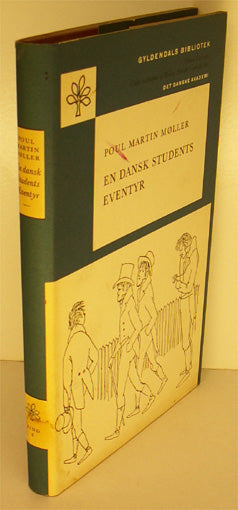 GYLDENDALS BIBLIOTEK
DET DANSKE AKADEMI
POUL MARTIN MØLLER
EN DANSK STUDENTS
EVENTYR
POUL
MARTIN
MØLLER
En dansk
Students
Eventyr
BIND